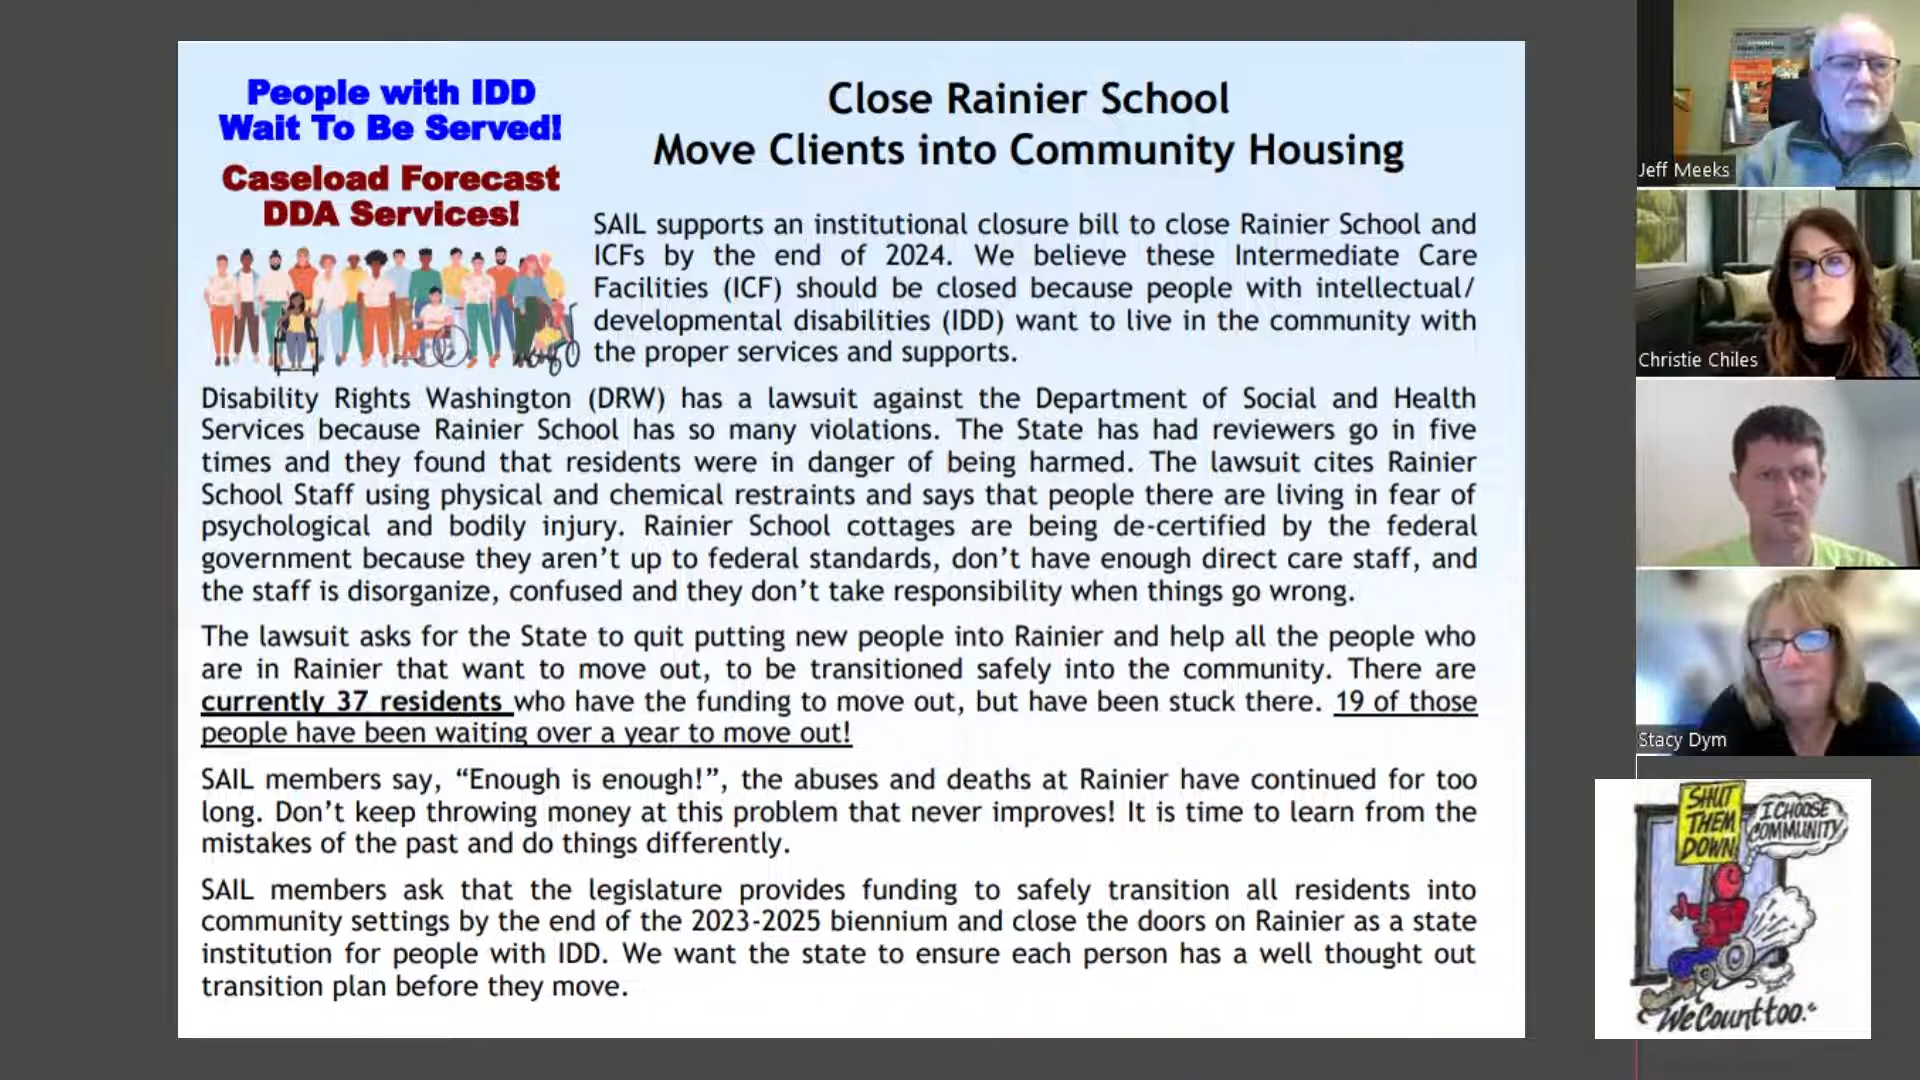 People with IDD
Wait To Be Served!
Caseload Forecast
DDA Services!
Close Rainier School
Move Clients into Community Housing
SAIL supports an institutional closure bill to close Rainier School and
ICFs by the end of 2024. We believe these Intermediate Care
Facilities (ICF) should be closed because people with intellectual/
developmental disabilities (IDD) want to live in the community with
the proper services and supports.
Disability Rights Washington (DRW) has a lawsuit against the Department of Social and Health
Services because Rainier School has so many violations. The State has had reviewers go in five
times and they found that residents were in danger of being harmed. The lawsuit cites Rainier
School Staff using physical and chemical restraints and says that people there are living in fear of
psychological and bodily injury. Rainier School cottages are being de-certified by the federal
government because they aren’t up to federal standards, don’t have enough direct care staff, and
the staff is disorganize, confused and they don’t take responsibility when things go wrong.
The lawsuit asks for the State to quit putting new people into Rainier and help all the people who
are in Rainier that want to move out, to be transitioned safely into the community. There are
currently 37 residents who have the funding to move out, but have been stuck there. 19 of those
people have been waiting over a year to move out!
SAIL members say, “Enough is enough!”, the abuses and deaths at Rainier have continued for too
long. Don’t keep throwing money at this problem that never improves! It is time to learn from the
mistakes of the past and do things differently.
SAIL members ask that the legislature provides funding to safely transition all residents into
community settings by the end of the 2023-2025 biennium and close the doors on Rainier as a state
institution for people with IDD. We want the state to ensure each person has a well thought out
transition plan before they move.
Jeff Meeks
Christie Chiles
Stacy Dym
SHUT
THEM
DOWN
I CHOOSE
COMMUNITY
We Count too.